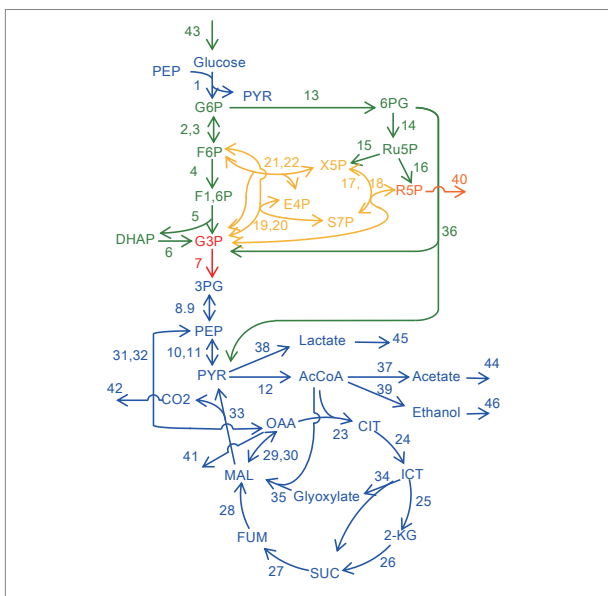 43
Glucose
PEP
1
PYR
G6P
13
6PG
2,3
14
F6P
15
Ru5P
21,22
X5P
16
4
17,
18
R5P
40
F1,6P
E4P
5
19,20
S7P
DHAP
G3P
36
6
7
3PG
8.9
PEP
31,32
10,11
38
Lactate
45
PYR
12
AcCoA
37
Acetate
44
42
CO2
39
33
Ethanol
46
OAA
23
CIT
41
29,30
24
MAL
35
Glyoxylate
34
ICT
28
25
FUM
2-KG
27
SUC
26